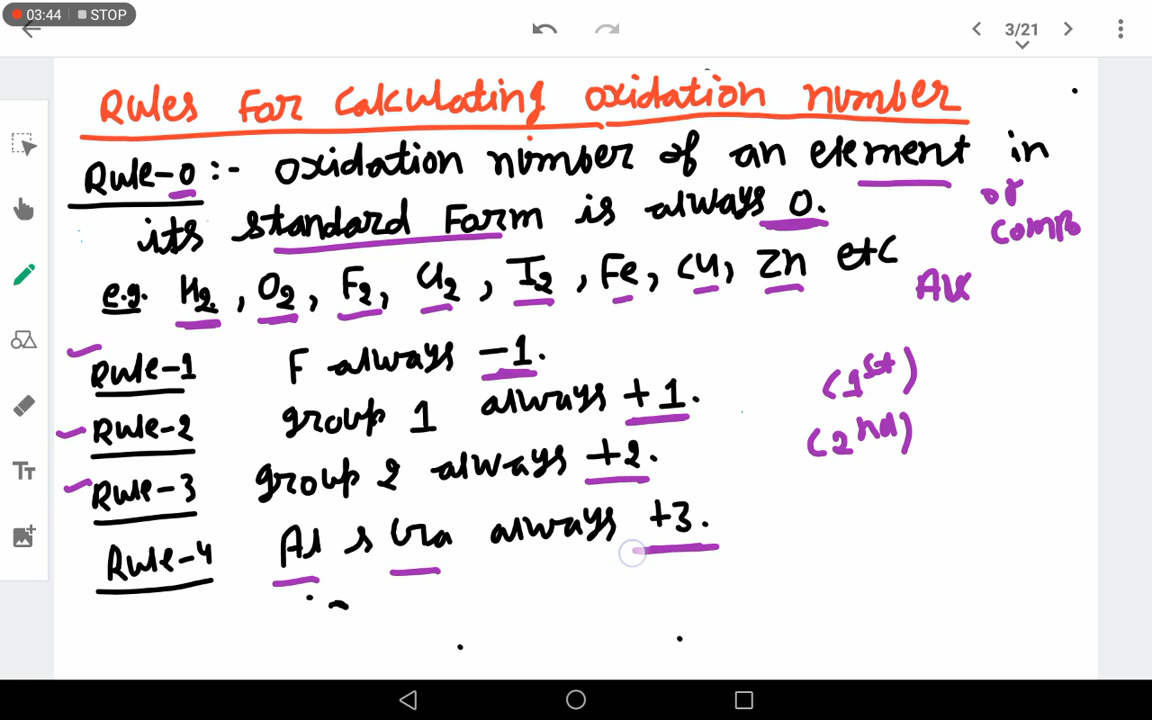 03:44 STOP
3/21
Rules For Calculating oxidation number
Rule-0 :- oxidation number of an element in
its standard Form is always 0.
or
Comp
e.g. H2, O2, F2, Cl2, I2, Fe, Cu, Zn etc
Rule-1 F always -1.
(1st)
Rule-2 group 1 always +1.
(2nd)
Rule-3 group 2 always +2.
Rule-4 Al & Ga always +3.
Tt